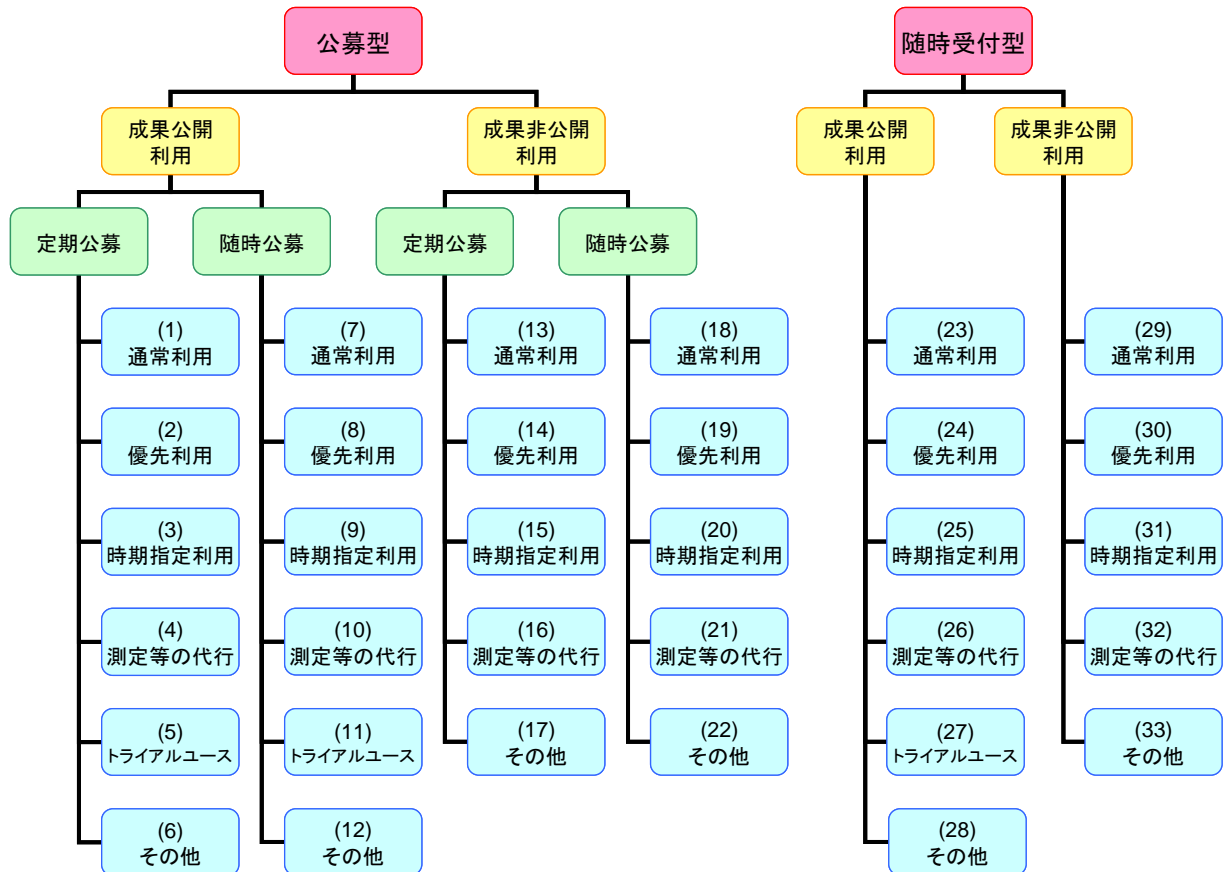 公募型
随時受付型
成果公開
利用
成果非公開
利用
成果公開
利用
成果非公開
利用
定期公募
随時公募
定期公募
随時公募
(1)
通常利用
(7)
通常利用
(13)
通常利用
(18)
通常利用
(23)
通常利用
(29)
通常利用
(2)
優先利用
(8)
優先利用
(14)
優先利用
(19)
優先利用
(24)
優先利用
(30)
優先利用
(3)
時期指定利用
(9)
時期指定利用
(15)
時期指定利用
(20)
時期指定利用
(25)
時期指定利用
(31)
時期指定利用
(4)
測定等の代行
(10)
測定等の代行
(16)
測定等の代行
(21)
測定等の代行
(26)
測定等の代行
(32)
測定等の代行
(5)
トライアルユース
(11)
トライアルユース
(17)
その他
(22)
その他
(27)
トライアルユース
(33)
その他
(6)
その他
(12)
その他
(28)
その他